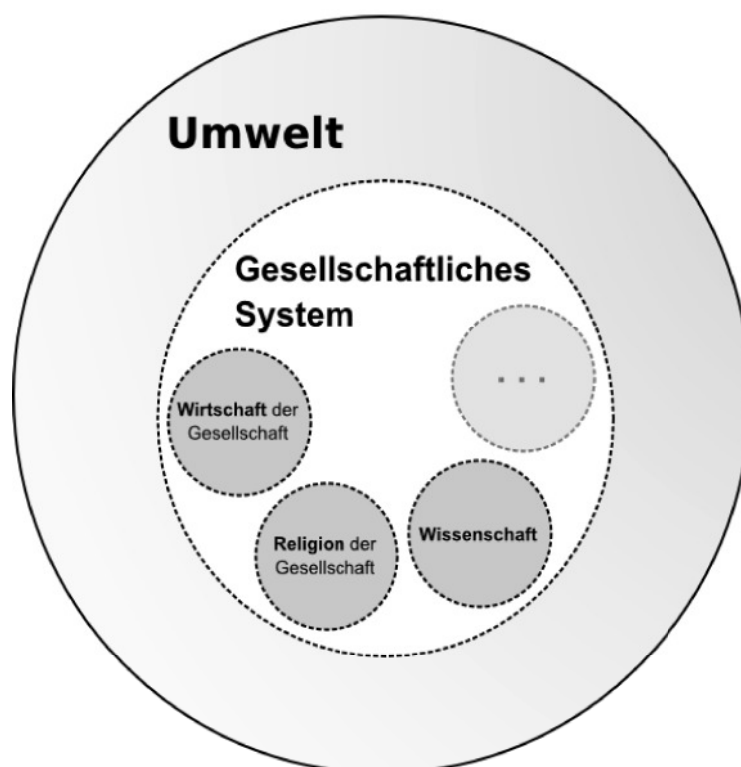 Umwelt
Gesellschaftliches
System
. . .
Wirtschaft der
Gesellschaft
Religion der
Gesellschaft
Wissenschaft